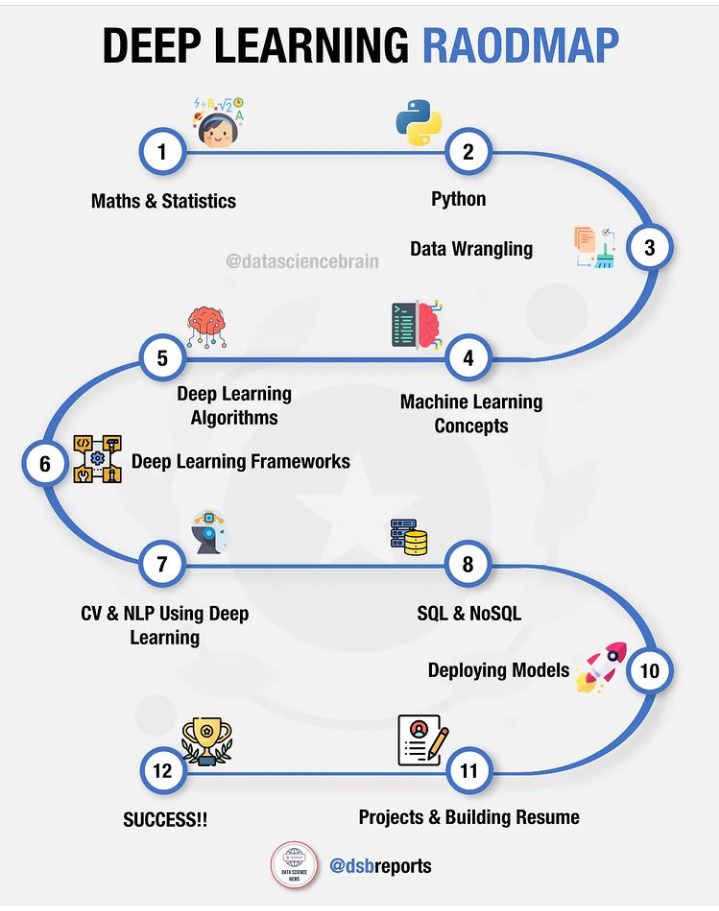 DEEP LEARNING RAODMAP
1
2
Maths & Statistics
Python
Data Wrangling
3
@datasciencebrain
5
4
Deep Learning
Algorithms
Machine Learning
Concepts
6
Deep Learning Frameworks
7
8
CV & NLP Using Deep
Learning
SQL & NoSQL
Deploying Models
10
12
11
SUCCESS!!
Projects & Building Resume
DATA SCIENCE
NEWS
@dsbreports